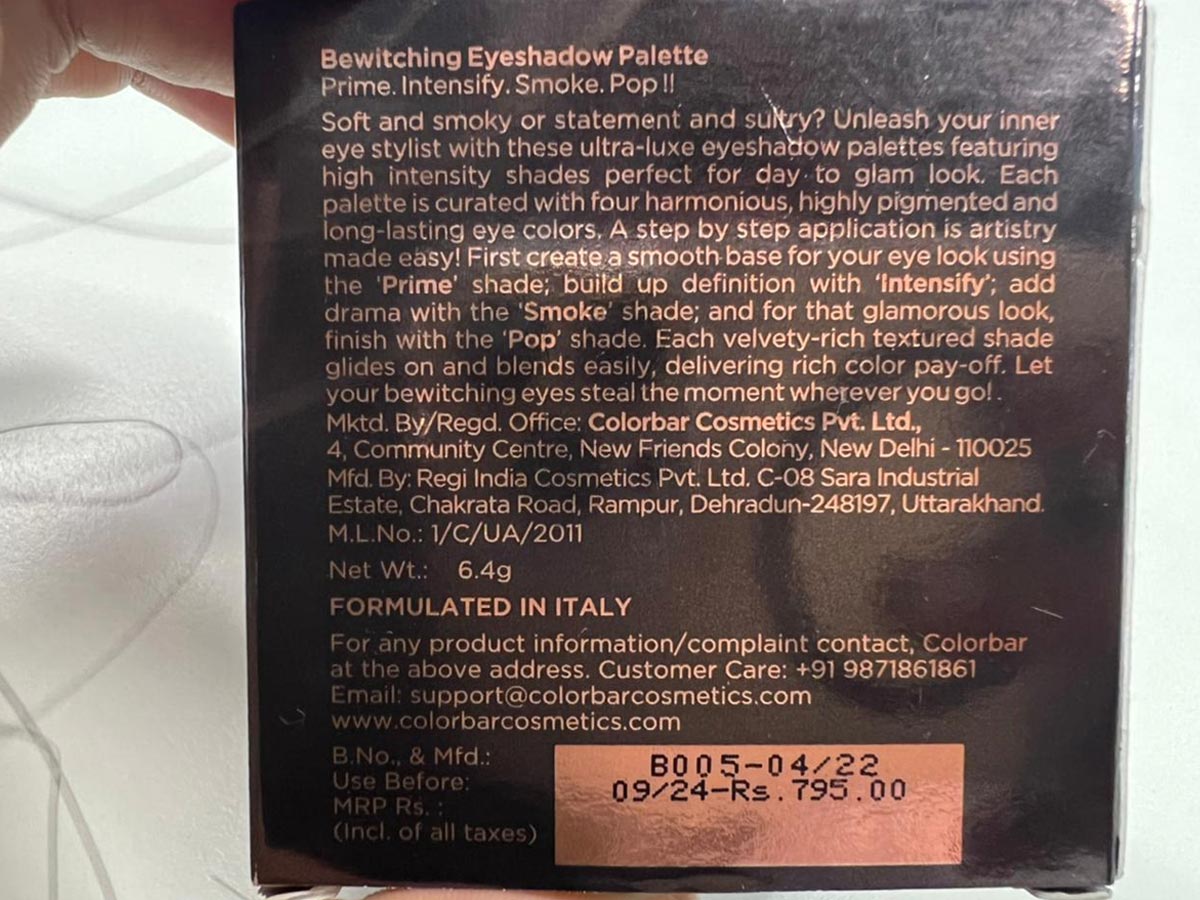 Bewitching Eyeshadow Palette
Prime. Intensify. Smoke. Pop !!
Soft and smoky or statement and sultry? Unleash your inner
eye stylist with these ultra-luxe eyeshadow palettes featuring
high intensity shades perfect for day to glam look. Each
palette is curated with four harmonious, highly pigmented and
long-lasting eye colors. A step by step application is artistry
made easy! First create a smooth base for your eye look using
the 'Prime' shade; build up definition with 'Intensify'; add
drama with the 'Smoke' shade; and for that glamorous look,
finish with the 'Pop' shade. Each velvety-rich textured shade
glides on and blends easily, delivering rich color pay-off. Let
your bewitching eyes steal the moment wherever you go!.
Mktd. By/Regd. Office: Colorbar Cosmetics Pvt. Ltd.,
4, Community Centre, New Friends Colony, New Delhi - 110025
Mfd. By: Regi India Cosmetics Pvt. Ltd. C-08 Sara Industrial
Estate, Chakrata Road, Rampur, Dehradun-248197, Uttarakhand.
M.L.No.: 1/C/UA/2011
Net Wt.: 6.4g
FORMULATED IN ITALY
For any product information/complaint contact, Colorbar
at the above address. Customer Care: +91 9871861861
Email: support@colorbarcosmetics.com
www.colorbarcosmetics.com
B.No., & Mfd.: B005-04/22
Use Before: 09/24-Rs.795.00
MRP Rs. :
(Incl. of all taxes)